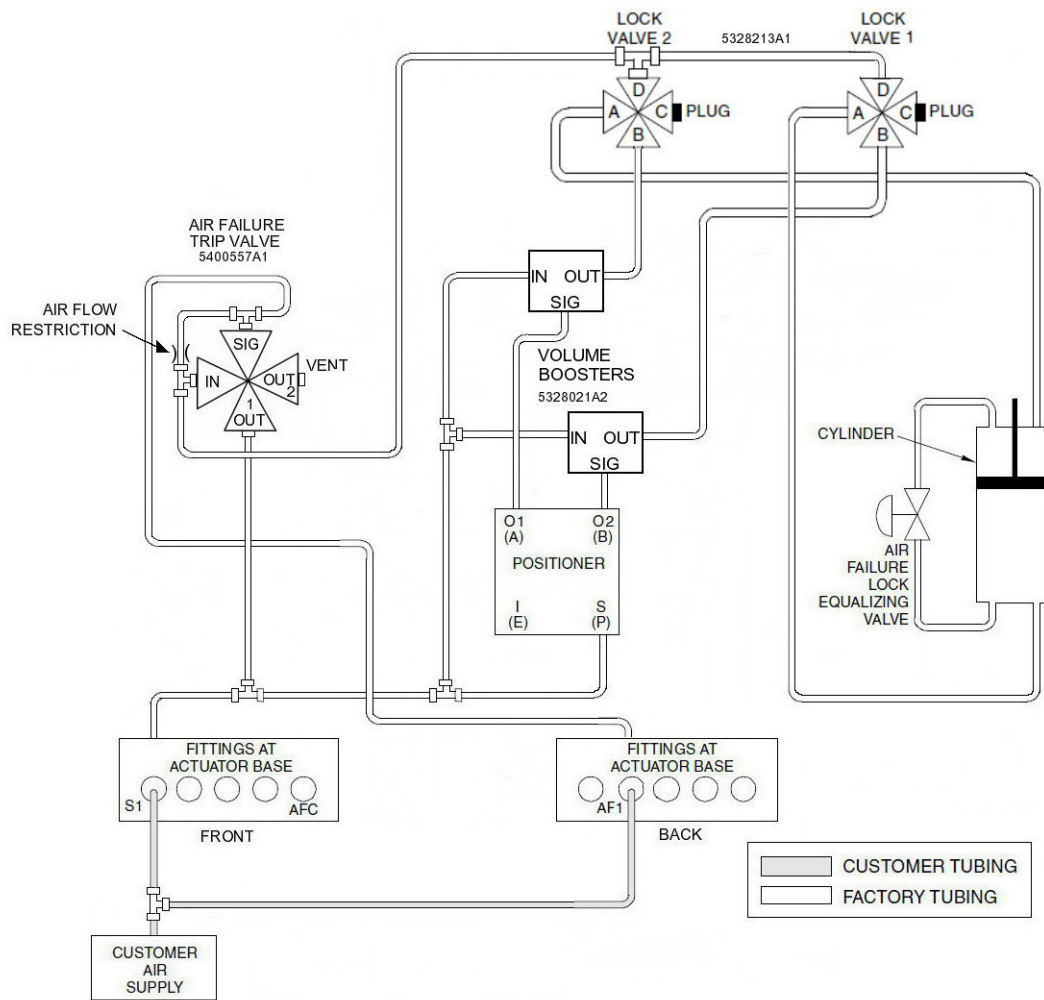 LOCK
VALVE 2
5328213A1
LOCK
VALVE 1
D
A
C
B
PLUG
D
A
C
B
PLUG
AIR FAILURE
TRIP VALVE
5400557A1
AIR FLOW
RESTRICTION
SIG
IN
OUT
2
1
OUT
VENT
IN OUT
SIG
VOLUME
BOOSTERS
5328021A2
IN OUT
SIG
CYLINDER
O1
(A)
O2
(B)
POSITIONER
I
(E)
S
(P)
AIR
FAILURE
LOCK
EQUALIZING
VALVE
FITTINGS AT
ACTUATOR BASE
S1
AFC
FRONT
FITTINGS AT
ACTUATOR BASE
AF1
BACK
CUSTOMER TUBING
FACTORY TUBING
CUSTOMER
AIR
SUPPLY